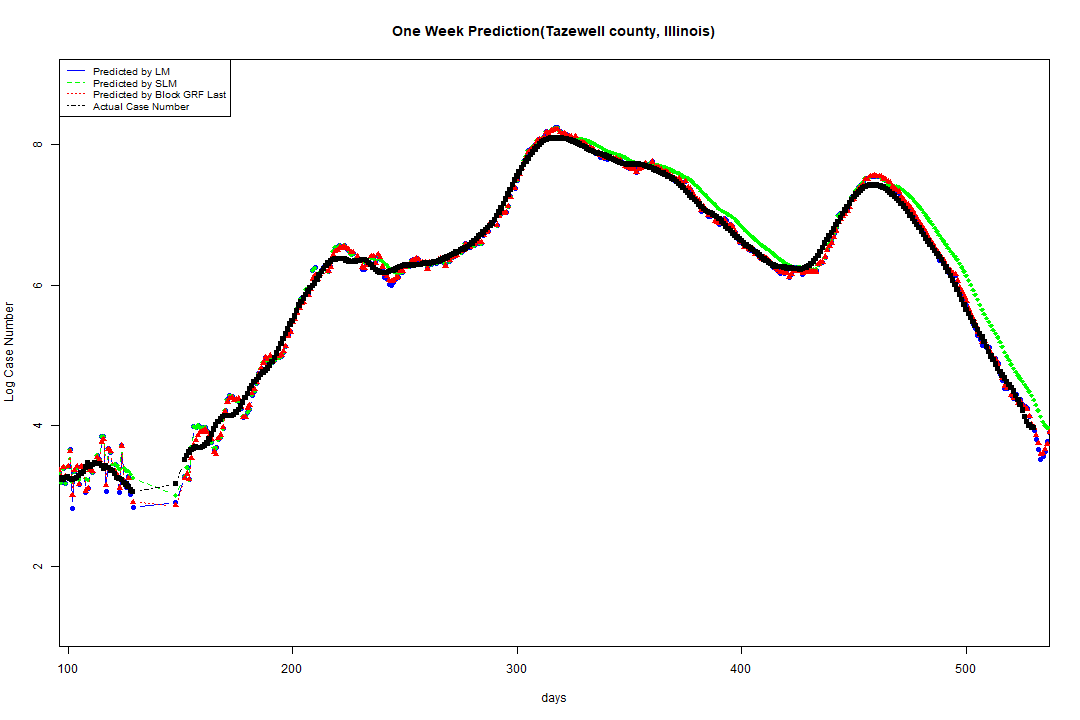 One Week Prediction(Tazewell county, Illinois)
Predicted by LM
Predicted by SLM
Predicted by Block GRF Last
Actual Case Number
8
6
4
2
Log Case Number
100 200 300 400 500
days